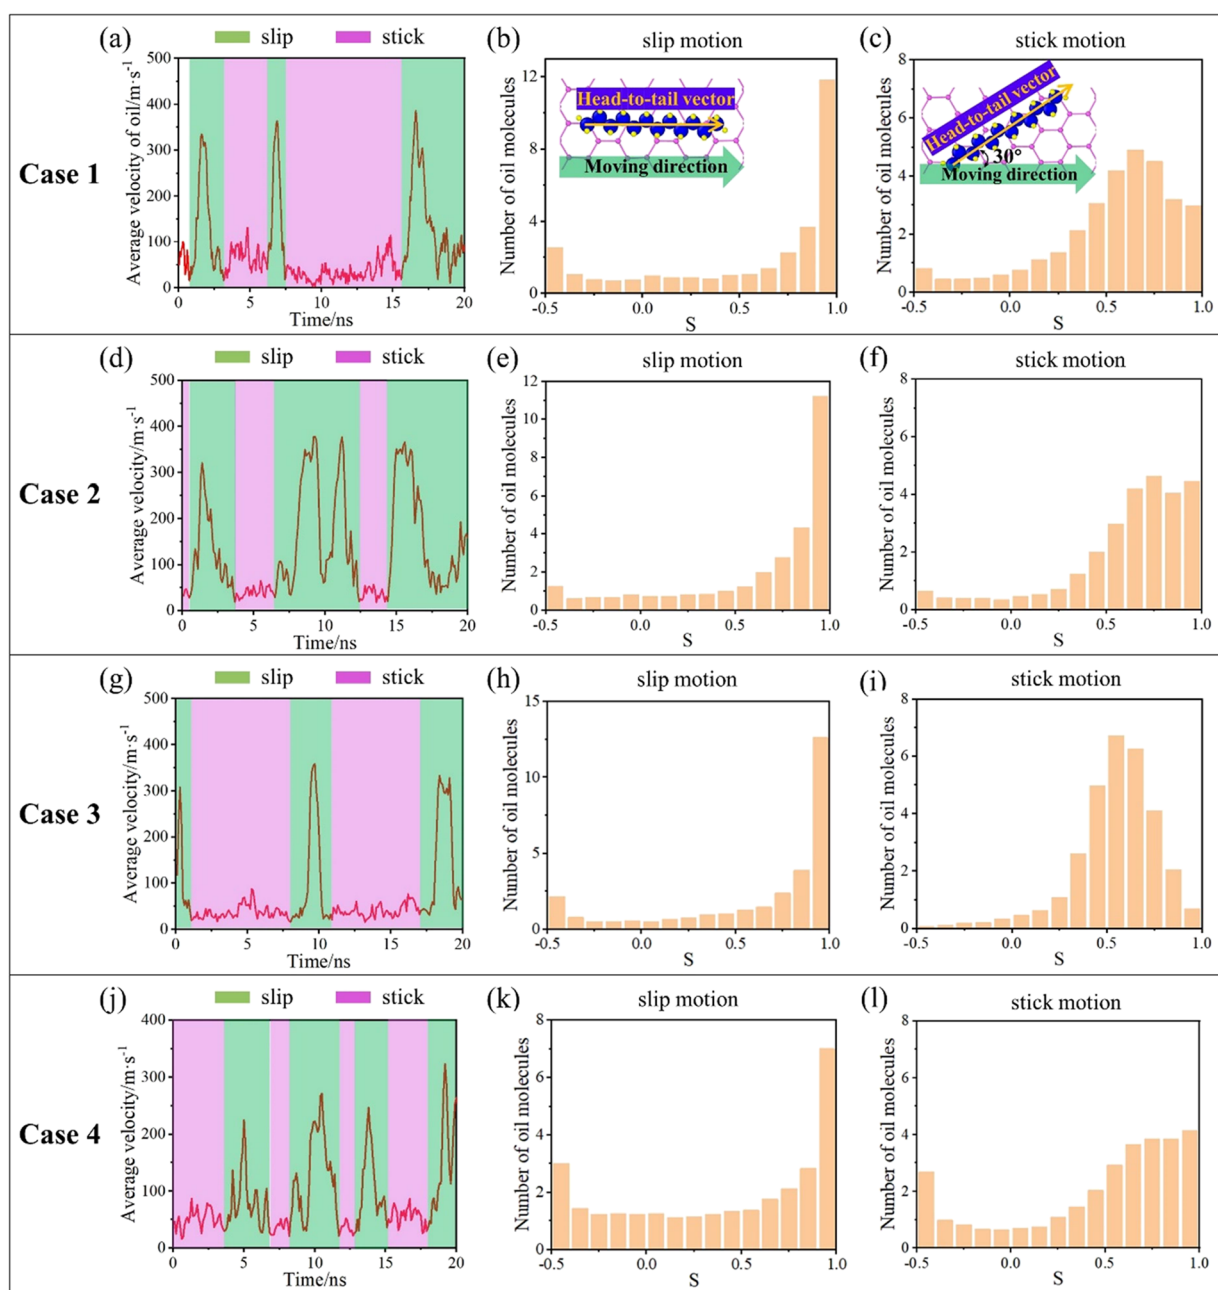 (a) slip stick
Average velocity of oil/m·s⁻¹
500
400
300
200
100
0
0 5 10 15 20
Time/ns
(b) slip motion
Number of oil molecules
12
8
4
0
Head-to-tail vector
Moving direction
-0.5 0.0 0.5 1.0
S
(c) stick motion
Number of oil molecules
8
6
4
2
0
Head-to-tail vector
30°
Moving direction
0.0 0.5 1.0
S
Case 1
(d) slip stick
Average velocity/m·s⁻¹
500
400
300
200
100
0
0 5 10 15 20
Time/ns
(e) slip motion
Number of oil molecules
12
10
8
6
4
2
0
-0.5 0.0 0.5 1.0
S
(f) stick motion
Number of oil molecules
8
6
4
2
0
-0.5 0.0 0.5 1.0
S
Case 2
(g) slip stick
Average velocity/m·s⁻¹
500
400
300
200
100
0
0 5 10 15 20
Time/ns
(h) slip motion
Number of oil molecules
15
10
5
0
-0.5 0.0 0.5 1.0
S
(i) stick motion
Number of oil molecules
8
6
4
2
0
-0.5 0.0 0.5 1.0
S
Case 3
(j) slip stick
Average velocity/m·s⁻¹
400
300
200
100
0
0 5 10 15 20
Time/ns
(k) slip motion
Number of oil molecules
8
6
4
2
0
-0.5 0.0 0.5 1.0
S
(l) stick motion
Number of oil molecules
8
6
4
2
0
-0.5 0.0 0.5 1.0
S
Case 4